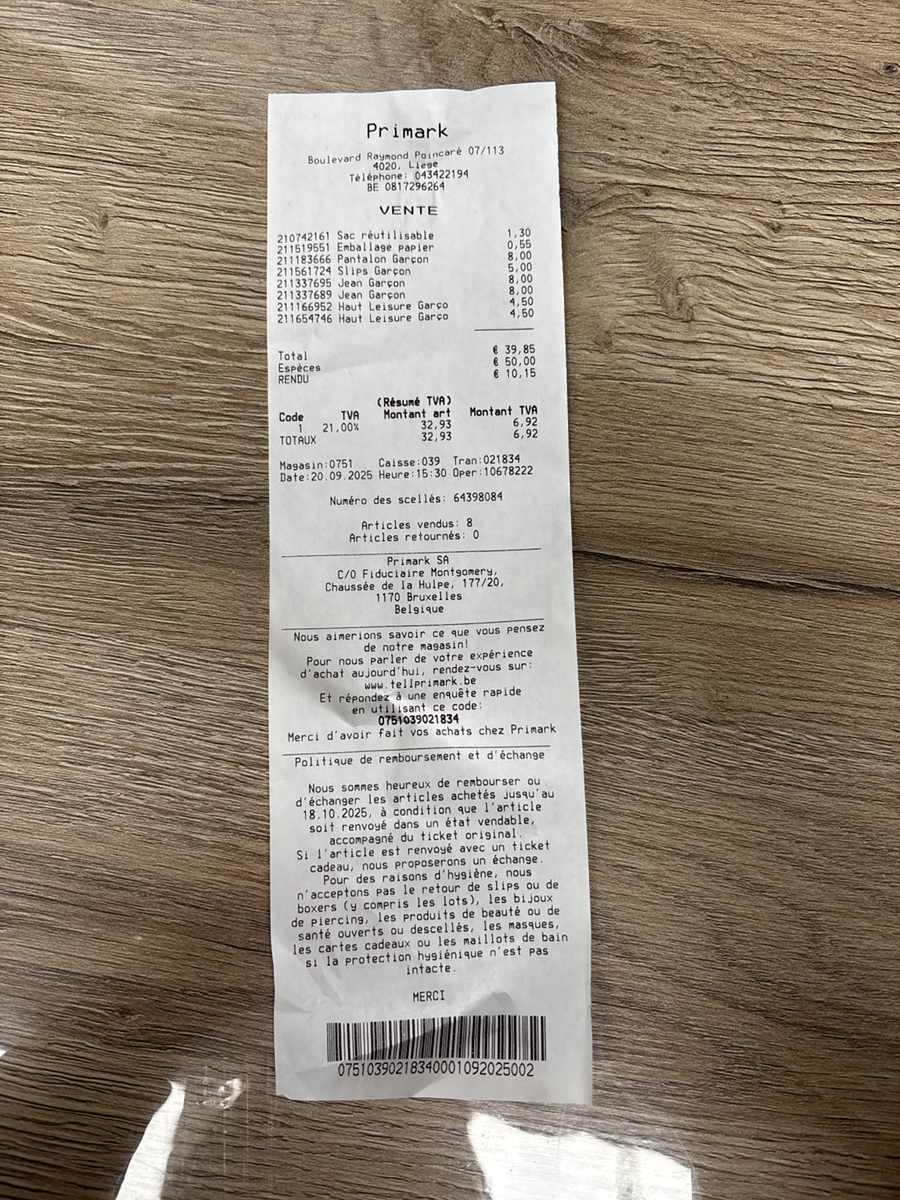 Primark
Boulevard Raymond Poincaré 07/113
4020, Liège
Téléphone: 043422194
BE 0817296264
VENTE
210742161 Sac réutilisable 1,30
211519551 Emballage papier 0,55
211183666 Pantalon Garçon 8,00
211561724 Slips Garçon 5,00
211337695 Jean Garçon 8,00
211337689 Jean Garçon 8,00
211166952 Haut Leisure Garço 4,50
211654746 Haut Leisure Garço 4,50
Total € 39,85
Espèces € 50,00
RENDU € 10,15
(Résumé TVA)
Code TVA Montant art Montant TVA
1 21,00% 32,93 6,92
TOTAUX 32,93 6,92
Magasin:0751 Caisse:039 Tran:021834
Date:20.09.2025 Heure:15:30 Oper:10678222
Numéro des scellés: 64398084
Articles vendus: 8
Articles retournés: 0
Primark SA
C/O Fiduciaire Montgomery,
Chaussée de la Hulpe, 177/20,
1170 Bruxelles
Belgique
Nous aimerions savoir ce que vous pensez
de notre magasin!
Pour nous parler de votre expérience
d'achat aujourd'hui, rendez-vous sur:
www.tellprimark.be
Et répondez à une enquête rapide
en utilisant ce code:
0751039021834
Merci d'avoir fait vos achats chez Primark
Politique de remboursement et d'échange
Nous sommes heureux de rembourser ou
d'échanger les articles achetés jusqu'au
18.10.2025, à condition que l'article
soit renvoyé dans un état vendable,
accompagné du ticket original.
Si l'article est renvoyé avec un ticket
cadeau, nous proposerons un échange.
Pour des raisons d'hygiène, nous
n'acceptons pas le retour de slips ou de
boxers (y compris les lots), les bijoux
de piercing, les produits de beauté ou de
santé ouverts ou descellés, les masques,
les cartes cadeaux ou les maillots de bain
si la protection hygiénique n'est pas
intacte.
MERCI
07510390218340001092025002